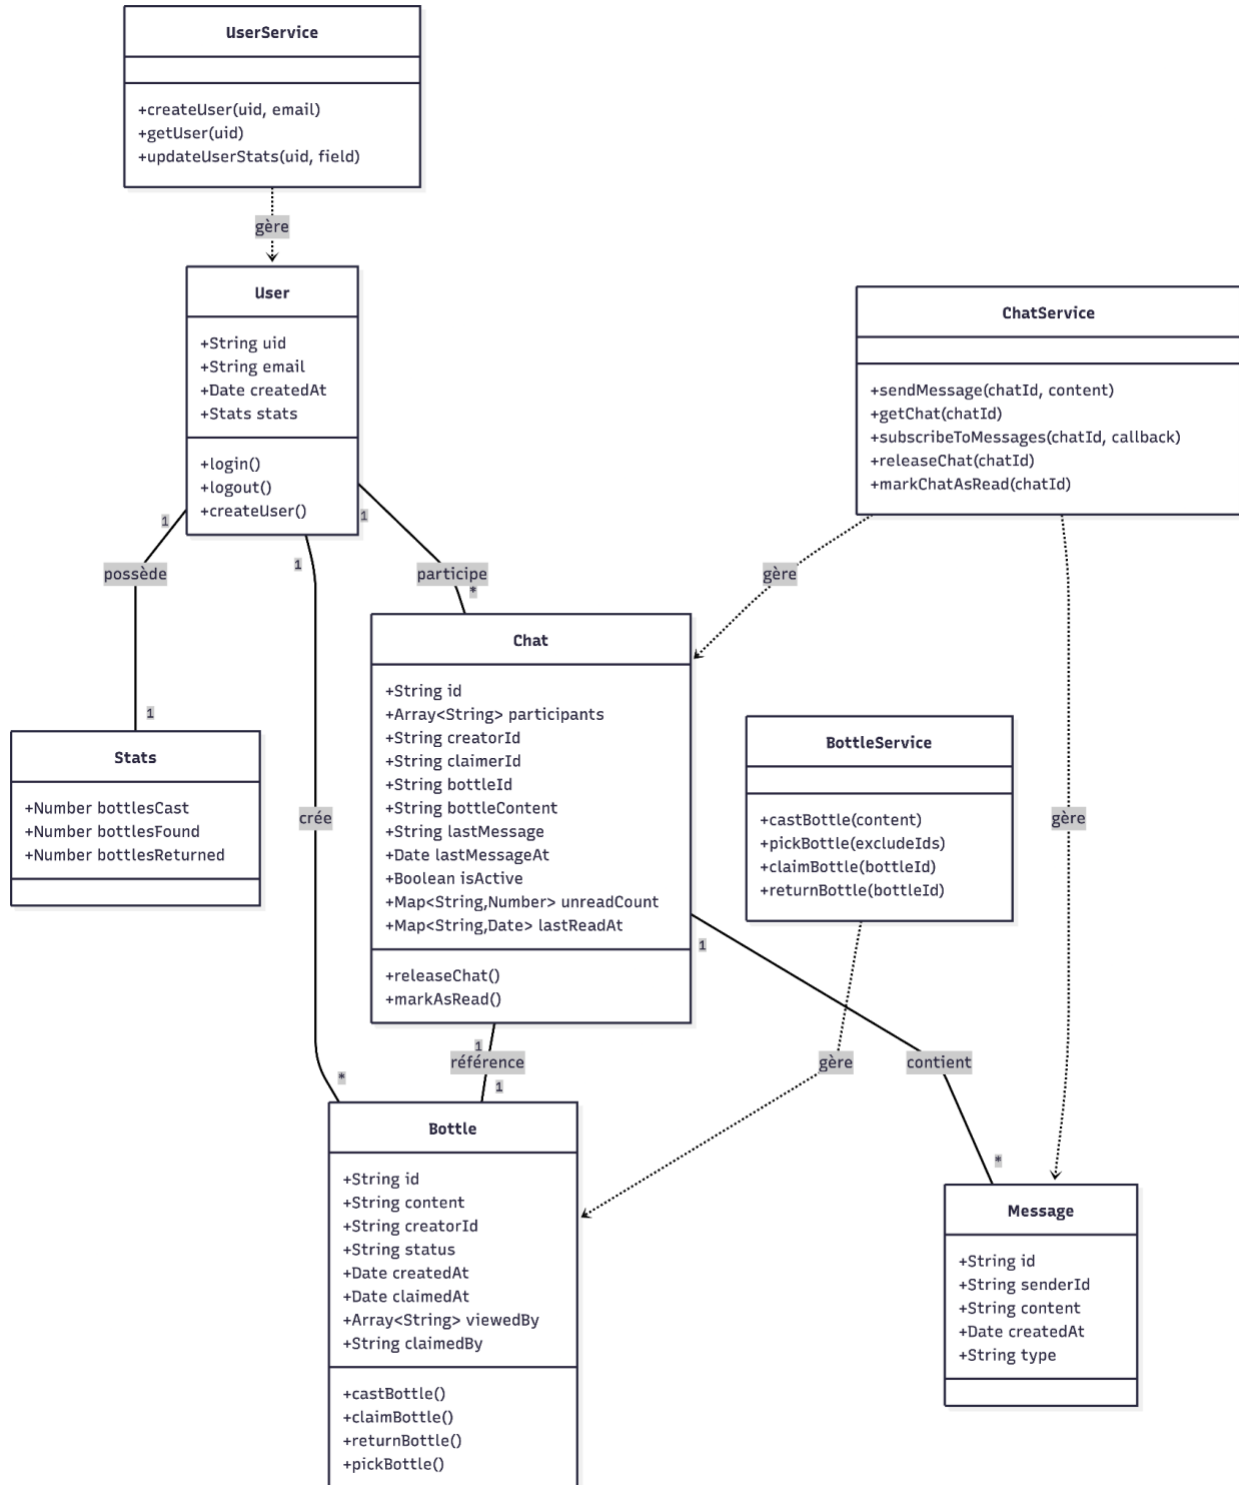 UserService
+createUser(uid, email)
+getUser(uid)
+updateUserStats(uid, field)
gère
User
+String uid
+String email
+Date createdAt
+Stats stats
+login()
+logout()
+createUser()
ChatService
+sendMessage(chatId, content)
+getChat(chatId)
+subscribeToMessages(chatId, callback)
+releaseChat(chatId)
+markChatAsRead(chatId)
1
1
1
possède
participe
*
gère
1
Stats
+Number bottlesCast
+Number bottlesFound
+Number bottlesReturned
crée
Chat
+String id
+Array<String> participants
+String creatorId
+String claimerId
+String bottleId
+String bottleContent
+String lastMessage
+Date lastMessageAt
+Boolean isActive
+Map<String,Number> unreadCount
+Map<String,Date> lastReadAt
+releaseChat()
+markAsRead()
BottleService
+castBottle(content)
+pickBottle(excludeIds)
+claimBottle(bottleId)
+returnBottle(bottleId)
gère
1
1
référence
1
*
gère
contient
*
Bottle
+String id
+String content
+String creatorId
+String status
+Date createdAt
+Date claimedAt
+Array<String> viewedBy
+String claimedBy
+castBottle()
+claimBottle()
+returnBottle()
+pickBottle()
Message
+String id
+String senderId
+String content
+Date createdAt
+String type